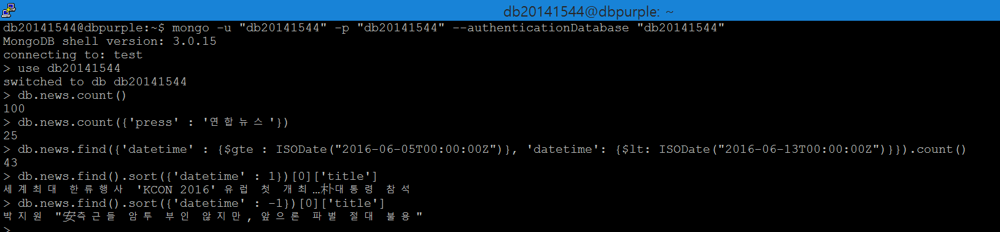 db20141544@dbpurple: ~
db20141544@dbpurple:~$ mongo -u "db20141544" -p "db20141544" --authenticationDatabase "db20141544"
MongoDB shell version: 3.0.15
connecting to: test
> use db20141544
switched to db db20141544
> db.news.count()
100
> db.news.count({'press' : '연합뉴스'})
25
> db.news.find({'datetime' : {$gte : ISODate("2016-06-05T00:00:00Z")}, 'datetime': {$lt: ISODate("2016-06-13T00:00:00Z")}}).count()
43
> db.news.find().sort({'datetime' : 1})[0]['title']
세계최대 한류행사 'KCON 2016' 유럽 첫 개최…朴대통령 참석
> db.news.find().sort({'datetime' : -1})[0]['title']
박지원 "安측근들 암투 부인 않지만, 앞으론 파벌 절대 불용"
>